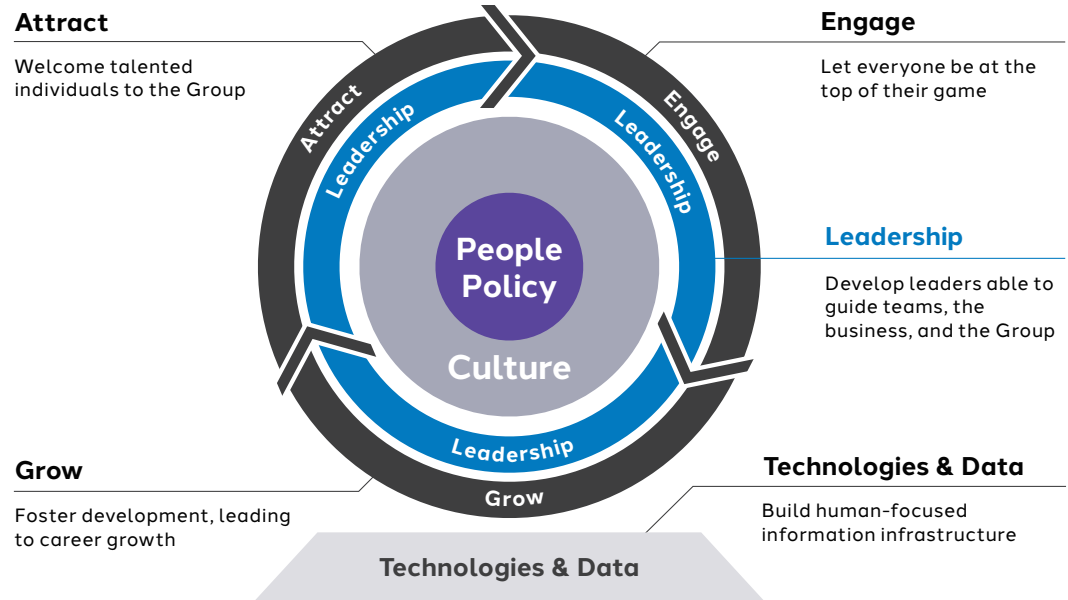 Attract
Welcome talented
individuals to the Group
Engage
Let everyone be at the
top of their game
Attract
Leadership
Engage
Leadership
People
Policy
Culture
Leadership
Develop leaders able to
guide teams, the
business, and the Group
Leadership
Grow
Grow
Foster development, leading
to career growth
Technologies & Data
Build human-focused
information infrastructure
Technologies & Data